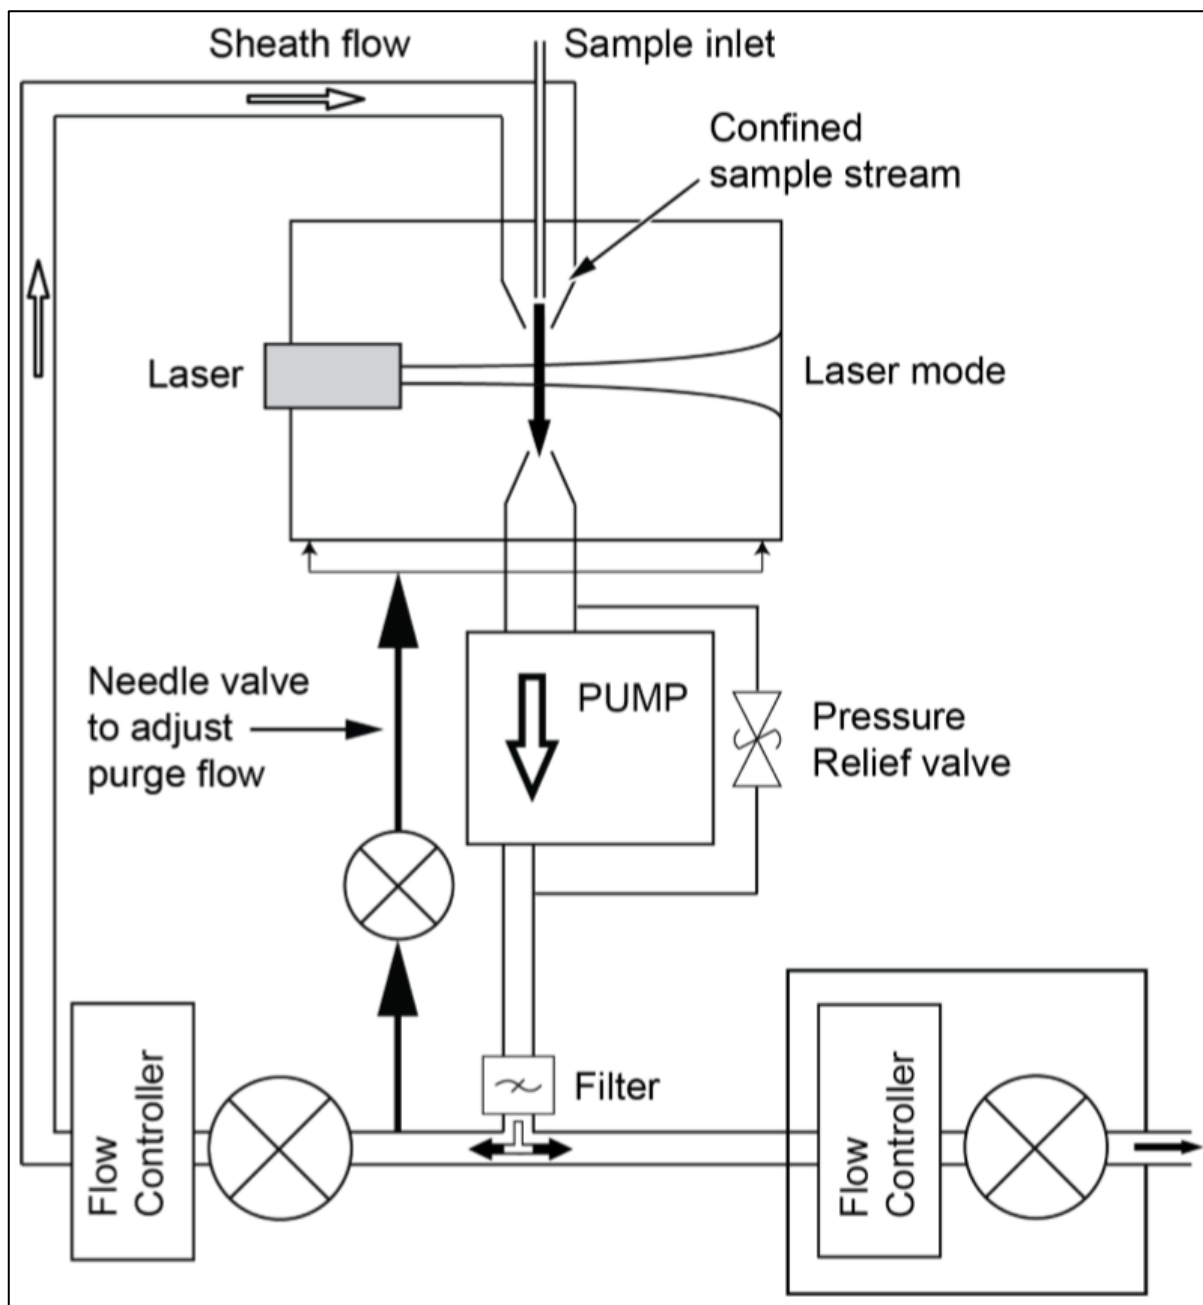 Sheath flow
Sample inlet
Confined
sample stream
Laser
Laser mode
Needle valve
to adjust
purge flow
PUMP
Pressure
Relief valve
Filter
Flow
Controller
Flow
Controller